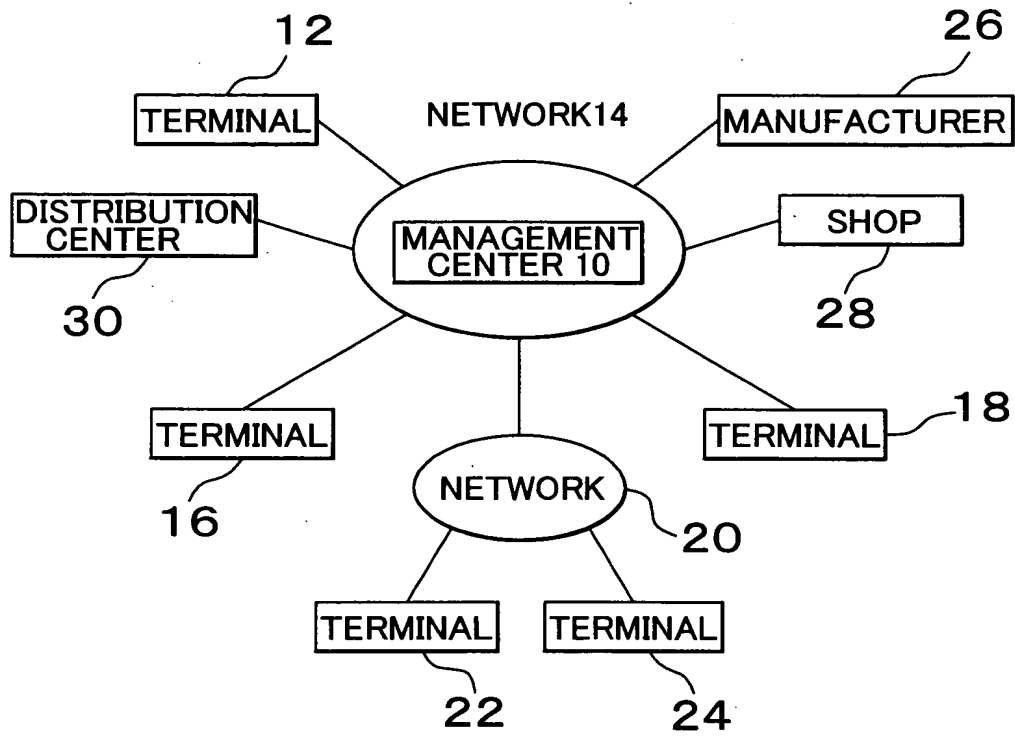 12
26
TERMINAL
NETWORK14
MANUFACTURER
DISTRIBUTION
CENTER
MANAGEMENT
CENTER 10
SHOP
30
28
TERMINAL
16
TERMINAL
18
NETWORK
20
TERMINAL
22
TERMINAL
24